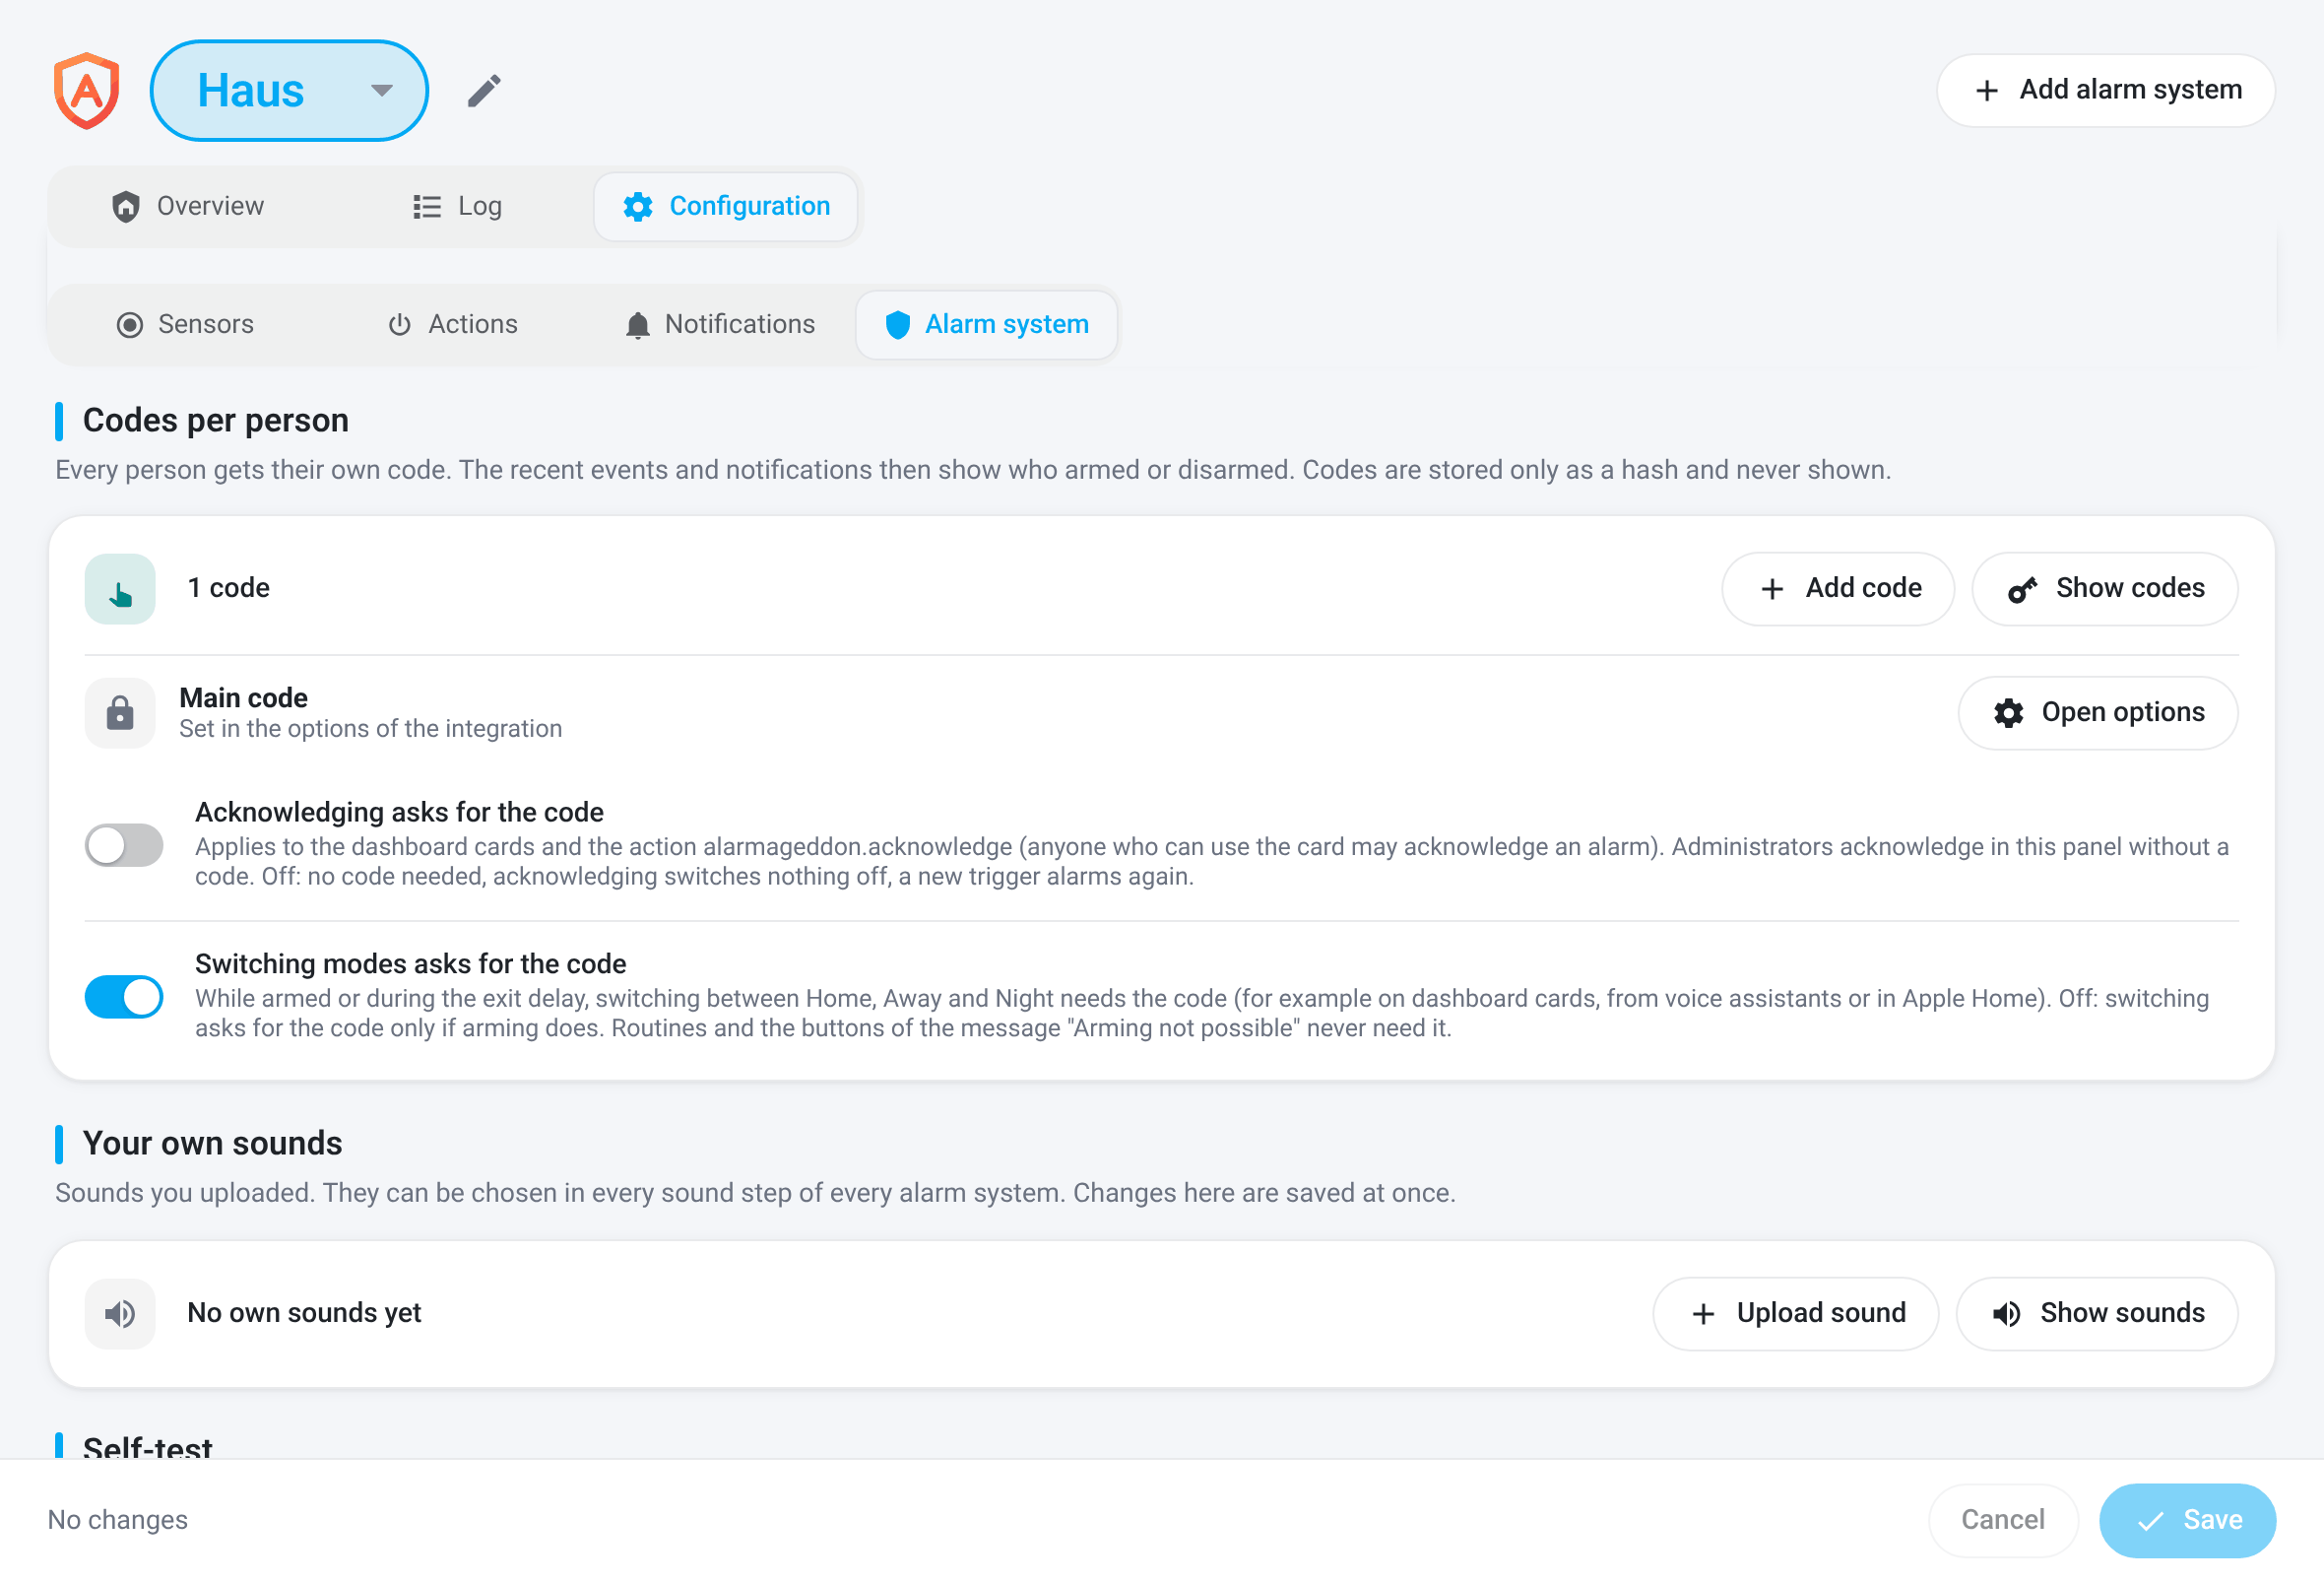 Haus
Add alarm system
Overview
Log
Configuration
Sensors
Actions
Notifications
Alarm system
Codes per person
Every person gets their own code. The recent events and notifications then show who armed or disarmed. Codes are stored only as a hash and never shown.
1 code
Add code
Show codes
Main code
Set in the options of the integration
Open options
Acknowledging asks for the code
Applies to the dashboard cards and the action alarmageddon.acknowledge (anyone who can use the card may acknowledge an alarm). Administrators acknowledge in this panel without a
code. Off: no code needed, acknowledging switches nothing off, a new trigger alarms again.
Switching modes asks for the code
While armed or during the exit delay, switching between Home, Away and Night needs the code (for example on dashboard cards, from voice assistants or in Apple Home). Off: switching
asks for the code only if arming does. Routines and the buttons of the message "Arming not possible" never need it.
Your own sounds
Sounds you uploaded. They can be chosen in every sound step of every alarm system. Changes here are saved at once.
No own sounds yet
Upload sound
Show sounds
Self-test
No changes
Cancel
Save